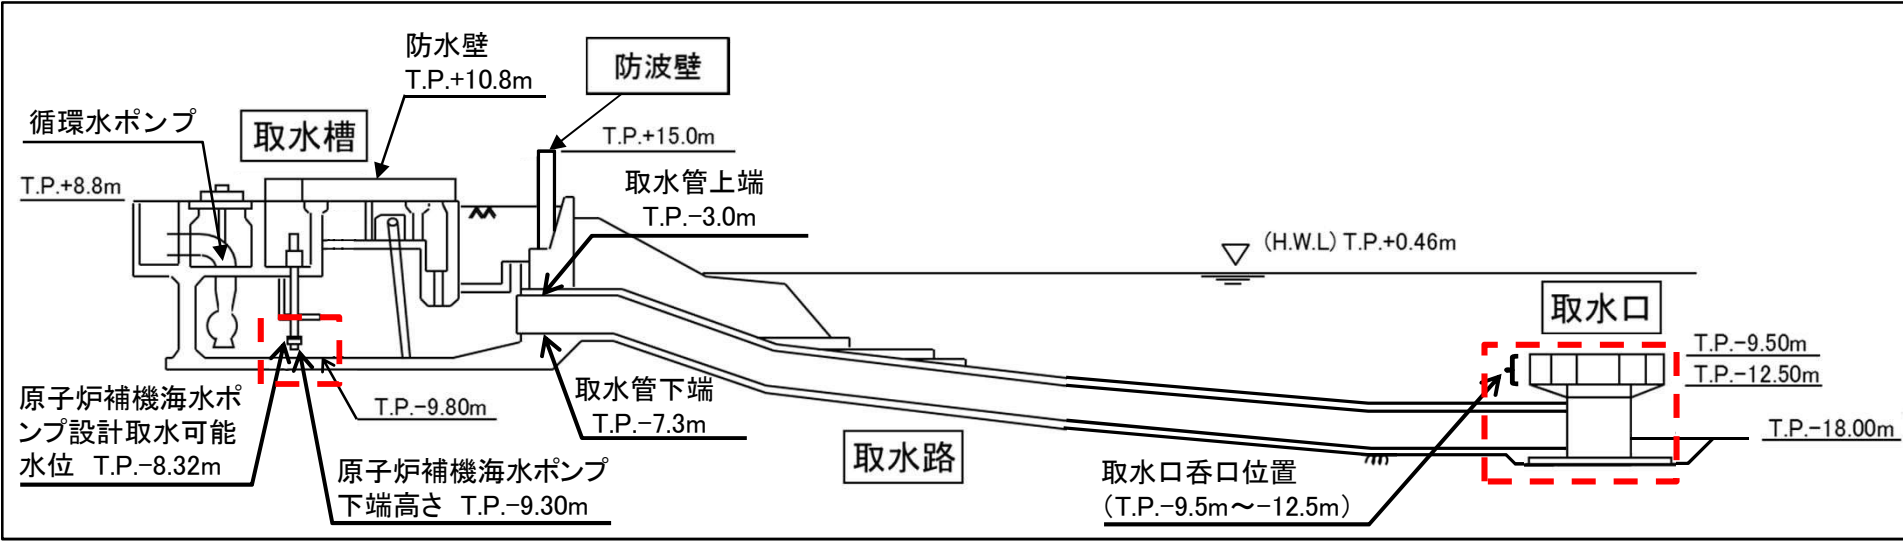 防水壁
T.P.+10.8m
防波壁
循環水ポンプ
取水槽
T.P.+15.0m
T.P.+8.8m
取水管上端
T.P.-3.0m
(H.W.L) T.P.+0.46m
取水口
T.P.-9.50m
T.P.-12.50m
原子炉補機海水ポ
ンプ設計取水可能
水位 T.P.-8.32m
T.P.-9.80m
取水管下端
T.P.-7.3m
T.P.-18.00m
取水路
原子炉補機海水ポンプ
下端高さ T.P.-9.30m
取水口呑口位置
(T.P.-9.5m～-12.5m)